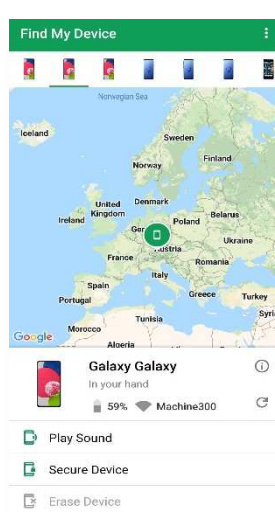 Find My Device
Norwegian Sea
Iceland
Sweden
Finland
Norway
United
Kingdom
Denmark
Ireland
Belarus
Poland
Ger
Ukraine
Austria
France
Romania
Italy
Spain
Portugal
Greece
Turkey
Syri
Tunisia
Google
Morocco
Algeria
Galaxy Galaxy
In your hand
59% Machine300
Play Sound
Secure Device
Erase Device